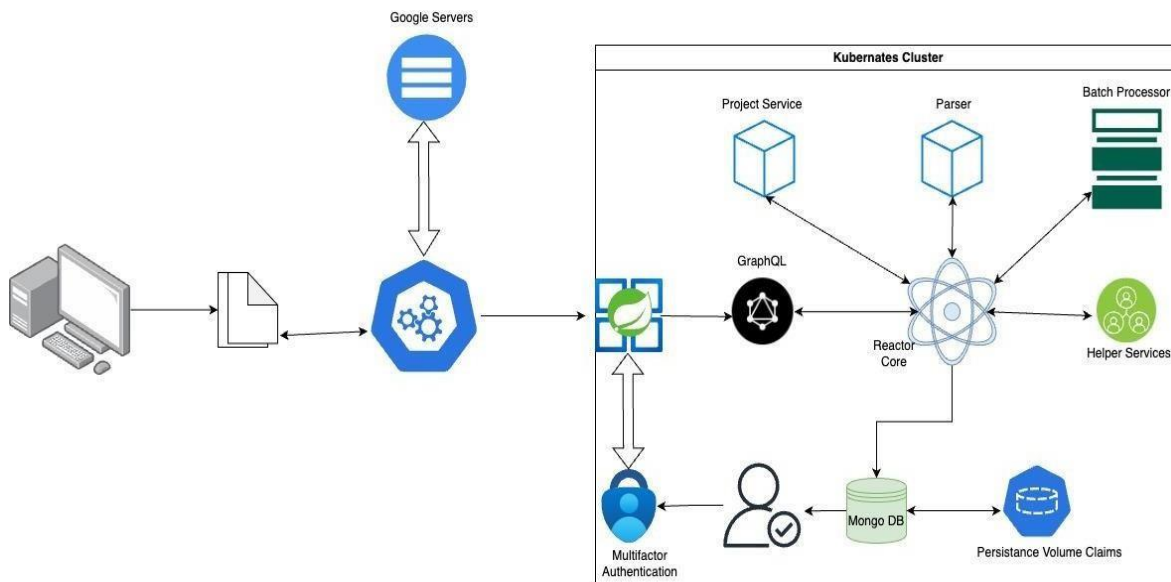 Google Servers
Kubernates Cluster
Project Service
Parser
Batch Processor
GraphQL
Reactor
Core
Helper Services
Mongo DB
Multifactor
Authentication
Persistance Volume Claims